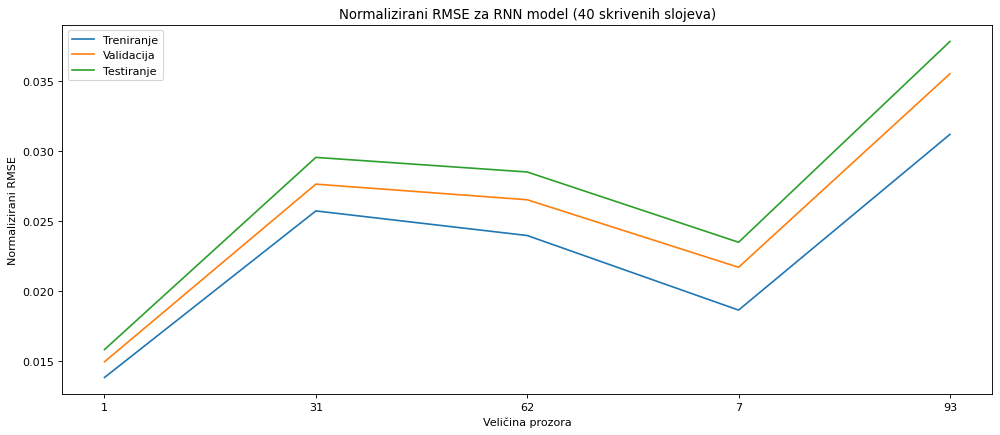 Normalizirani RMSE za RNN model (40 skrivenih slojeva)
Treniranje
Validacija
Testiranje
Normalizirani RMSE
0.035
0.030
0.025
0.020
0.015
1 31 62 7 93
Veličina prozora